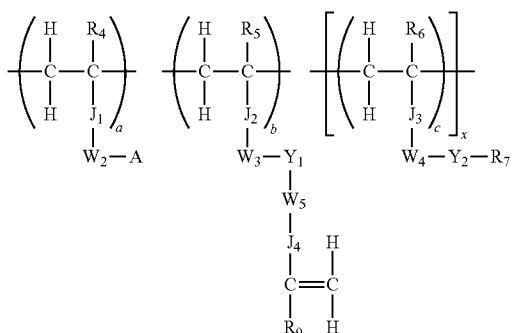 H R₄ H R₅ H R₆
C C C C C C
H J₁ a H J₂ b H J₃ c x
W₂—A W₃—Y₁ W₄—Y₂—R₇
W₅
J₄ H
C=C
R₉ H